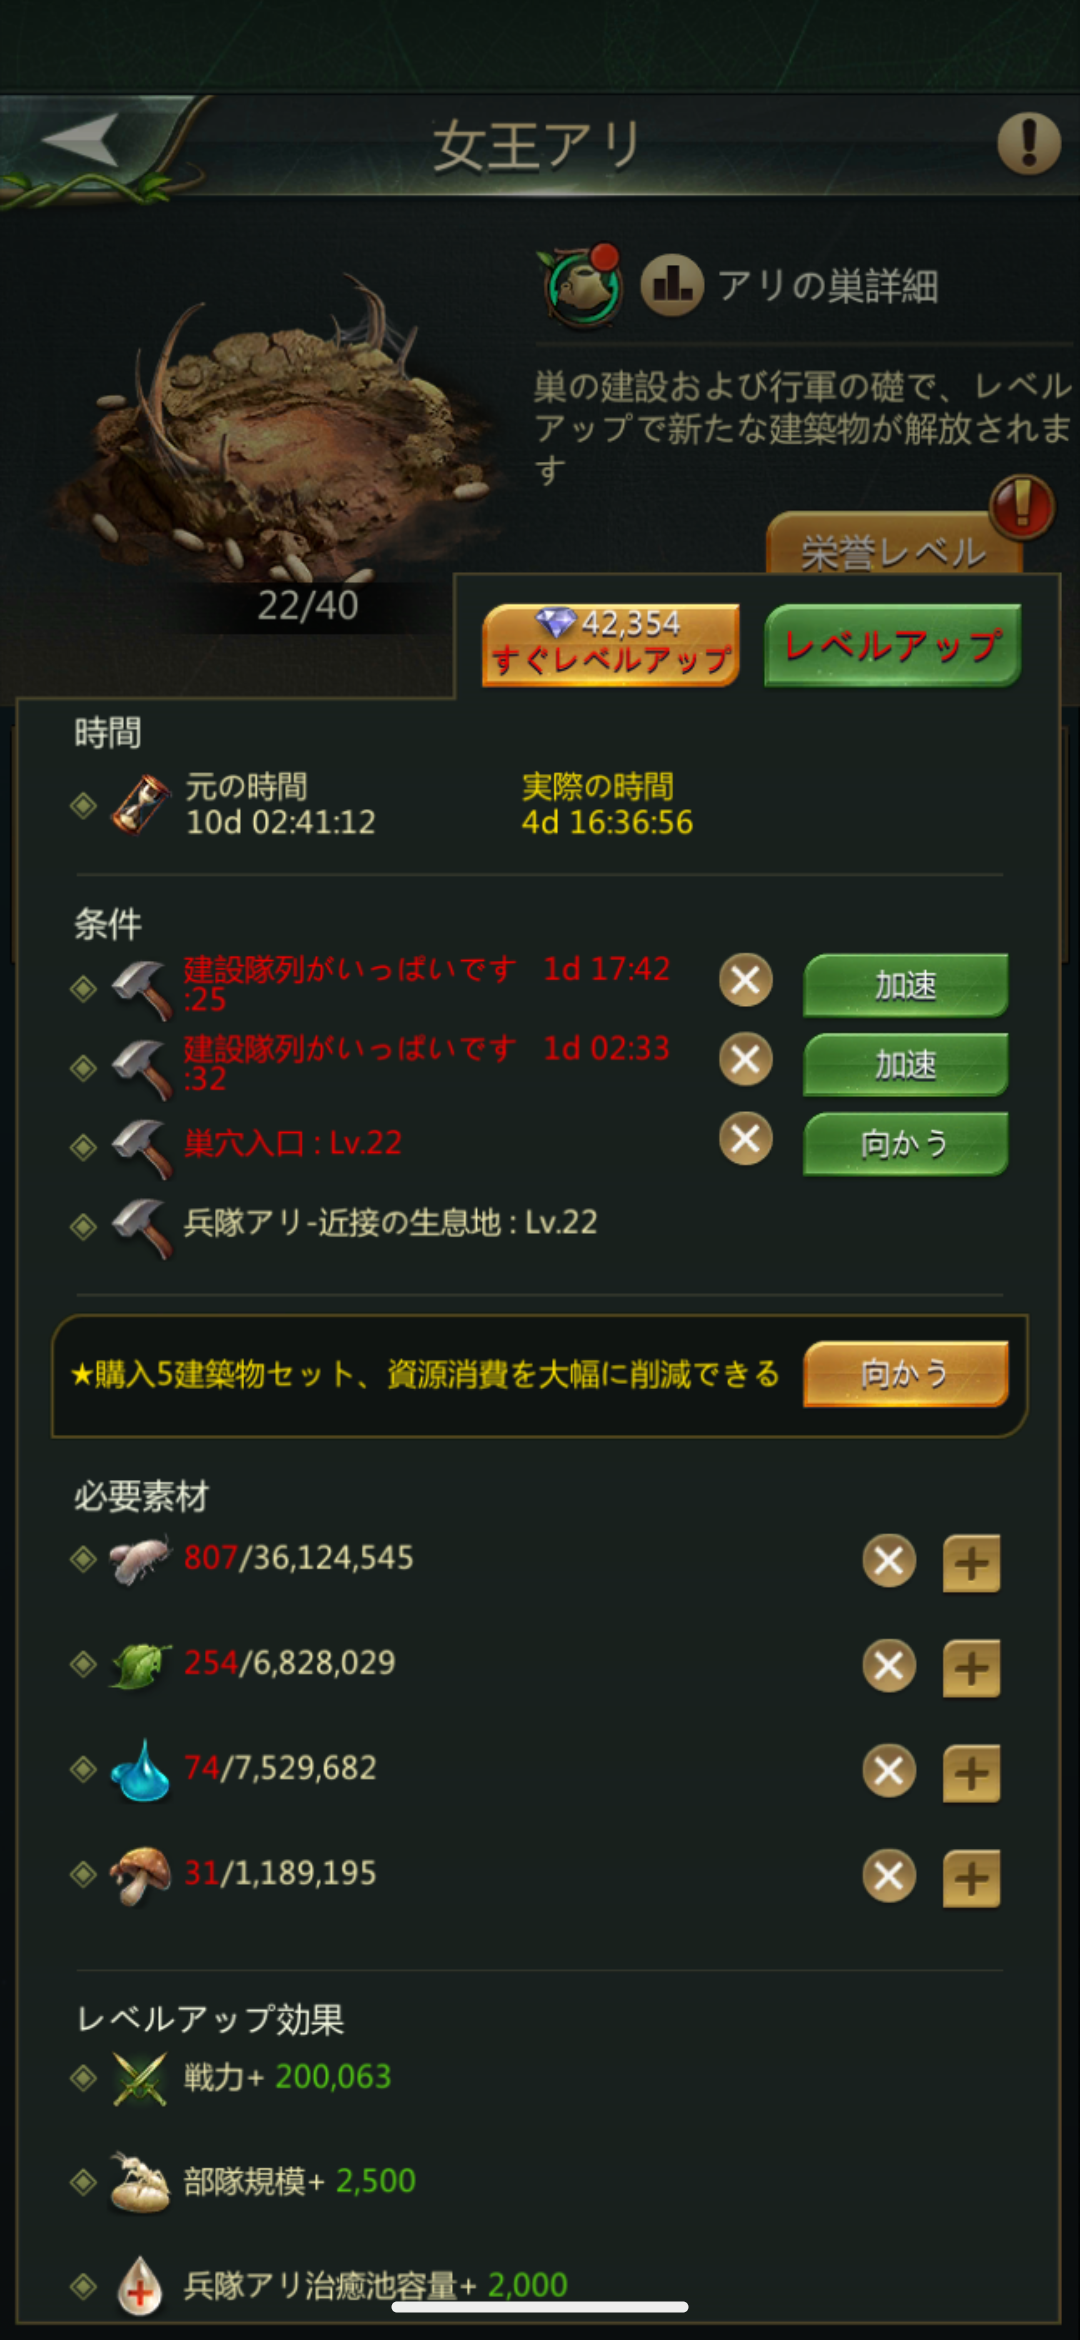 女王アリ
アリの巣詳細
巣の建設および行軍の礎で、レベル
アップで新たな建築物が解放されま
す
栄誉レベル
22/40
42,354
すぐレベルアップ
レベルアップ
時間
元の時間
10d 02:41:12
実際の時間
4d 16:36:56
条件
建設隊列がいっぱいです 1d 17:42
:25
加速
建設隊列がいっぱいです 1d 02:33
:32
加速
巣穴入口 : Lv.22
向かう
兵隊アリ-近接の生息地 : Lv.22
★購入5建築物セット、資源消費を大幅に削減できる
向かう
必要素材
807/36,124,545
254/6,828,029
74/7,529,682
31/1,189,195
レベルアップ効果
戦力+ 200,063
部隊規模+ 2,500
兵隊アリ治癒池容量+ 2,000